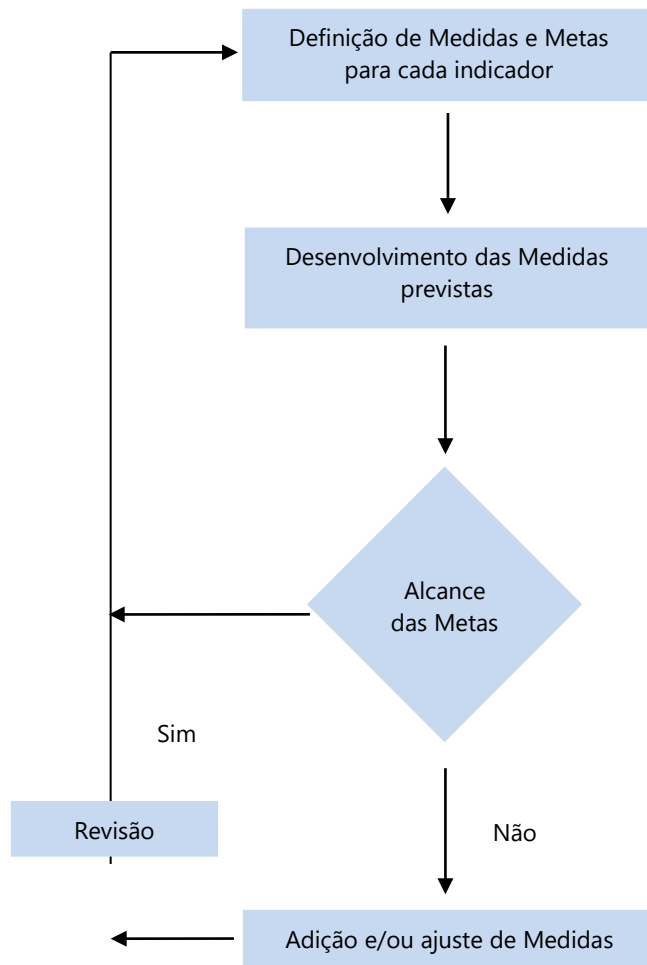 Definição de Medidas e Metas
para cada indicador
Desenvolvimento das Medidas
previstas
Alcance
das Metas
Sim
Revisão
Não
Adição e/ou ajuste de Medidas